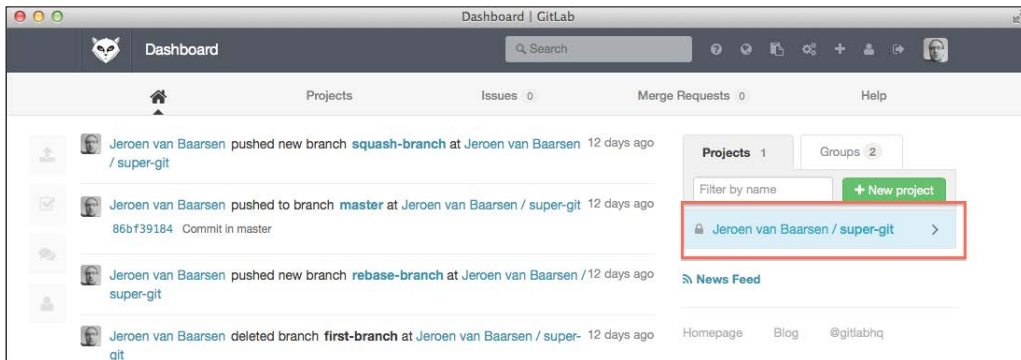 Dashboard | GitLab
Dashboard
Search
Projects
Issues 0
Merge Requests 0
Help
Jeroen van Baarsen pushed new branch squash-branch at Jeroen van Baarsen / super-git
12 days ago
Jeroen van Baarsen pushed to branch master at Jeroen van Baarsen / super-git
12 days ago
86bf39184 Commit in master
Jeroen van Baarsen pushed new branch rebase-branch at Jeroen van Baarsen / super-git
12 days ago
Jeroen van Baarsen deleted branch first-branch at Jeroen van Baarsen / super-git
12 days ago
Projects 1
Groups 2
Filter by name
+ New project
Jeroen van Baarsen / super-git
News Feed
Homepage
Blog
@gitlabhq